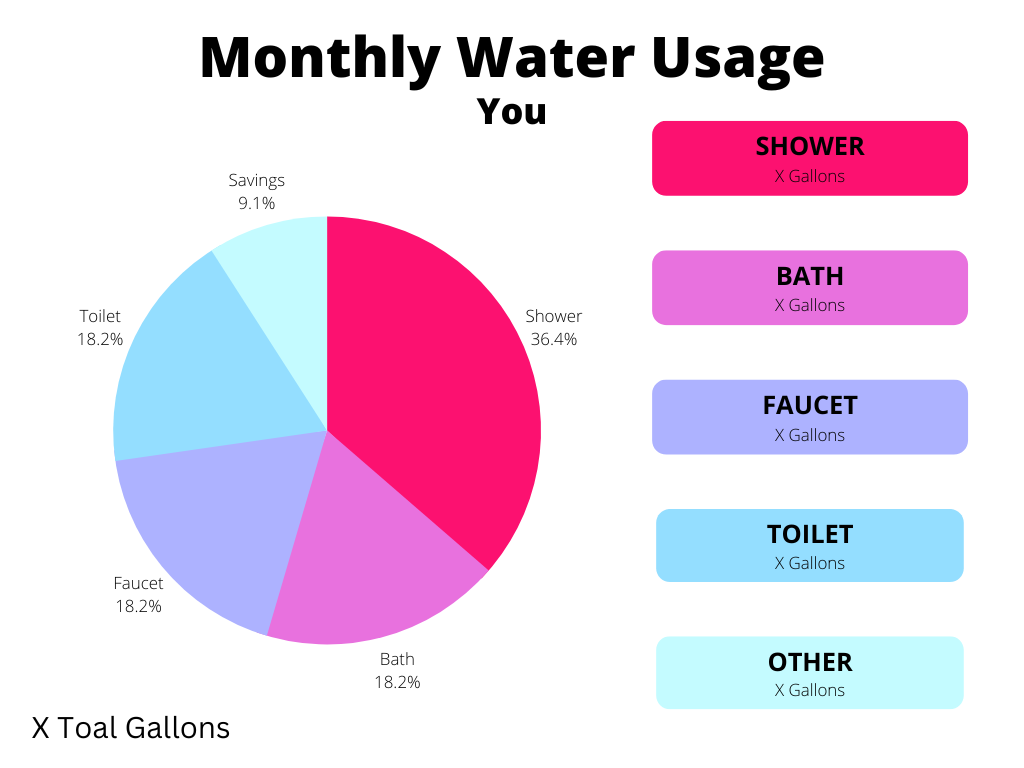 Monthly Water Usage
You
Savings
9.1%
Toilet
18.2%
Shower
36.4%
Faucet
18.2%
Bath
18.2%
SHOWER
X Gallons
BATH
X Gallons
FAUCET
X Gallons
TOILET
X Gallons
OTHER
X Gallons
X Toal Gallons